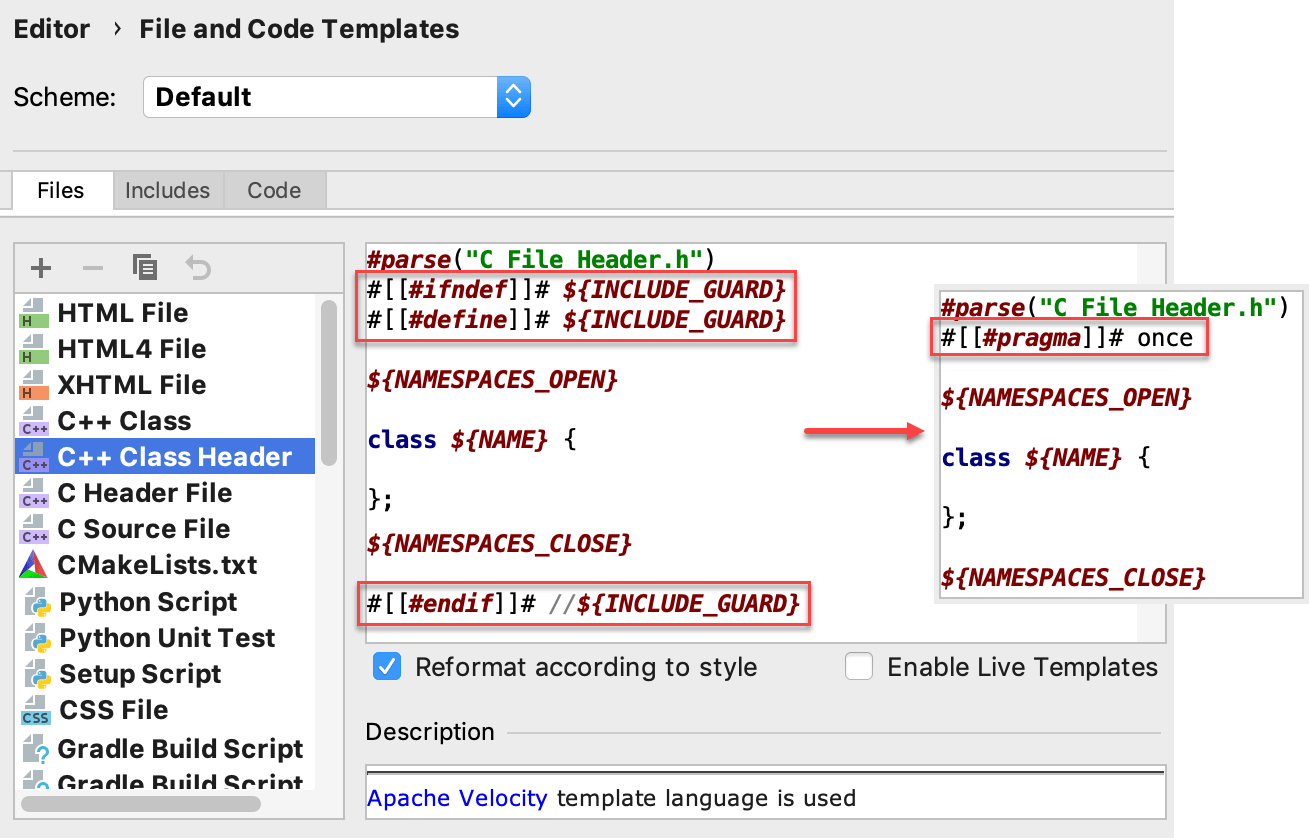 Editor › File and Code Templates
Scheme: Default
Files Includes Code
HTML File
HTML4 File
XHTML File
C++ Class
C++ Class Header
C Header File
C Source File
CMakeLists.txt
Python Script
Python Unit Test
Setup Script
CSS File
Gradle Build Script
Gradle Build Script
H
H
H
C++
C++
C++
C++
CSS
?
#parse("C File Header.h")
#[[#ifndef]]# ${INCLUDE_GUARD}
#[[#define]]# ${INCLUDE_GUARD}
${NAMESPACES_OPEN}
class ${NAME} {
};
${NAMESPACES_CLOSE}
#[[#endif]]# //${INCLUDE_GUARD}
#parse("C File Header.h")
#[[#pragma]]# once
${NAMESPACES_OPEN}
class ${NAME} {
};
${NAMESPACES_CLOSE}
Reformat according to style
Enable Live Templates
Description
Apache Velocity template language is used